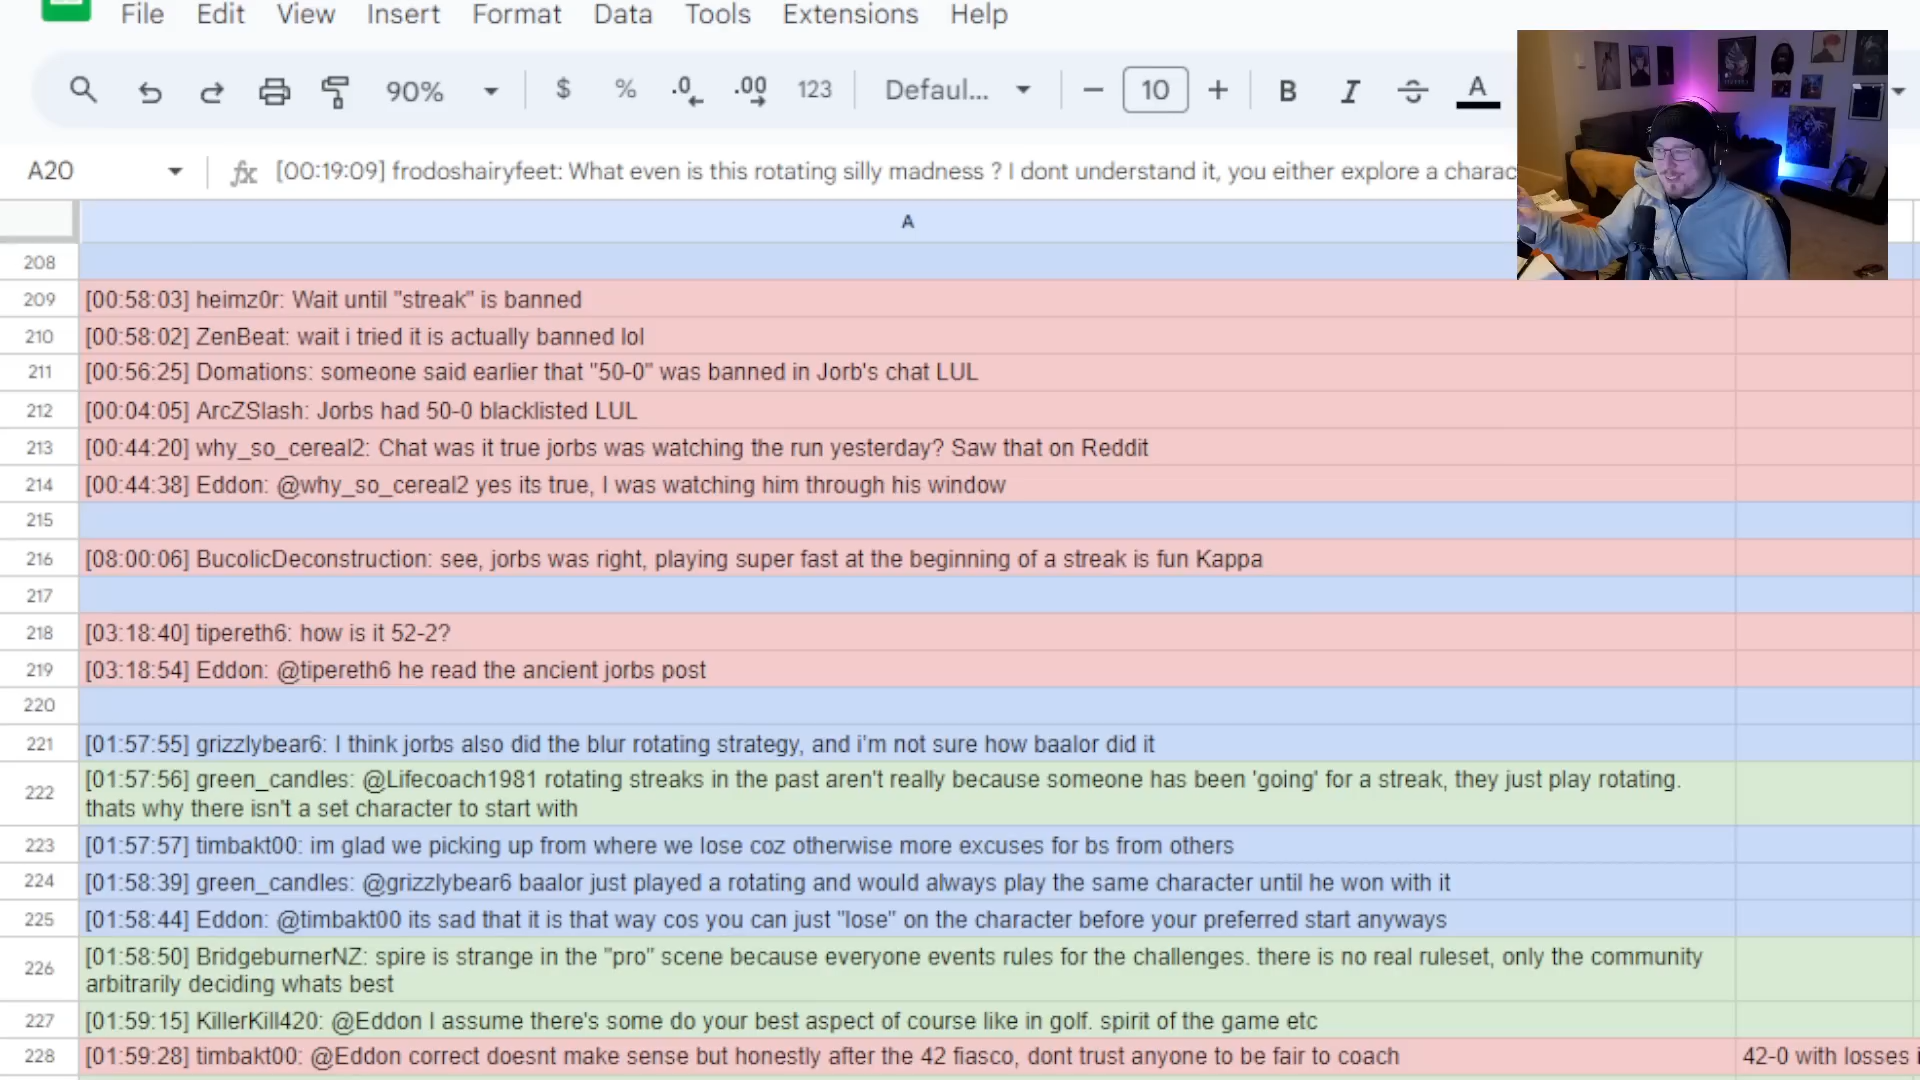 File Edit View Insert Format Data Tools Extensions Help
90% $ % .0 .00 123 Defaul... 10 B I A
A20 fx [00:19:09] frodoshairyfeet: What even is this rotating silly madness ? I dont understand it, you either explore a charac
A
208
209 [00:58:03] heimz0r: Wait until "streak" is banned
210 [00:58:02] ZenBeat: wait i tried it is actually banned lol
211 [00:56:25] Domations: someone said earlier that "50-0" was banned in Jorb's chat LUL
212 [00:04:05] ArcZSlash: Jorbs had 50-0 blacklisted LUL
213 [00:44:20] why_so_cereal2: Chat was it true jorbs was watching the run yesterday? Saw that on Reddit
214 [00:44:38] Eddon: @why_so_cereal2 yes its true, I was watching him through his window
215
216 [08:00:06] BucolicDeconstruction: see, jorbs was right, playing super fast at the beginning of a streak is fun Kappa
217
218 [03:18:40] tipereth6: how is it 52-2?
219 [03:18:54] Eddon: @tipereth6 he read the ancient jorbs post
220
221 [01:57:55] grizzlybear6: I think jorbs also did the blur rotating strategy, and i'm not sure how baalor did it
222 [01:57:56] green_candles: @Lifecoach1981 rotating streaks in the past aren't really because someone has been 'going' for a streak, they just play rotating.
thats why there isn't a set character to start with
223 [01:57:57] timbakt00: im glad we picking up from where we lose coz otherwise more excuses for bs from others
224 [01:58:39] green_candles: @grizzlybear6 baalor just played a rotating and would always play the same character until he won with it
225 [01:58:44] Eddon: @timbakt00 its sad that it is that way cos you can just "lose" on the character before your preferred start anyways
226 [01:58:50] BridgeburnerNZ: spire is strange in the "pro" scene because everyone events rules for the challenges. there is no real ruleset, only the community
arbitrarily deciding whats best
227 [01:59:15] KillerKill420: @Eddon I assume there's some do your best aspect of course like in golf. spirit of the game etc
228 [01:59:28] timbakt00: @Eddon correct doesnt make sense but honestly after the 42 fiasco, dont trust anyone to be fair to coach 42-0 with losses i